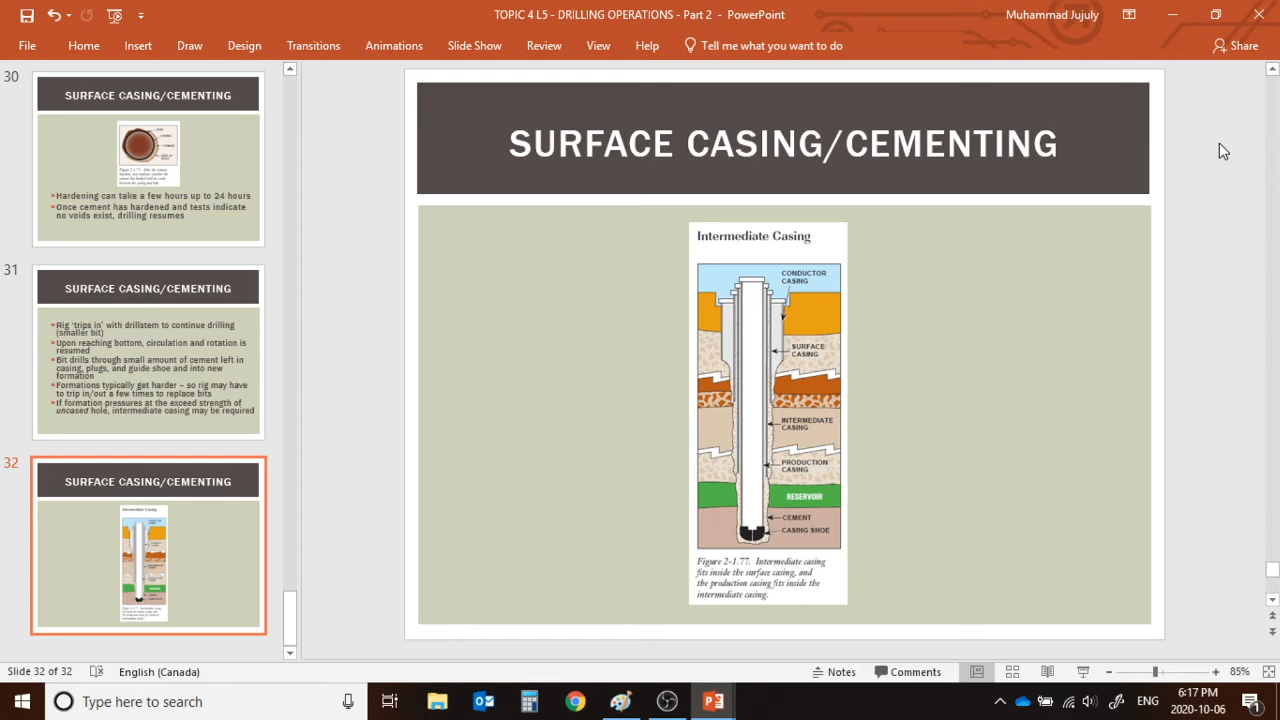 TOPIC 4 L5 - DRILLING OPERATIONS - Part 2 - PowerPoint
Muhammad Jujuly
File
Home
Insert
Draw
Design
Transitions
Animations
Slide Show
Review
View
Help
Tell me what you want to do
Share
30
SURFACE CASING/CEMENTING
Hardening can take a few hours up to 24 hours
Once cement has hardened and tests indicate
no voids exist, drilling resumes
31
SURFACE CASING/CEMENTING
Rig 'trips in' with drillstem to continue drilling
(smaller bit)
Upon reaching bottom, circulation and rotation is
resumed
Bit drills through small amount of cement left in
casing, plugs, and guide shoe and into new
formation
Formations typically get harder – so rig may have
to trip in/out a few times to replace bits
If formation pressures at the exceed strength of
uncased hole, intermediate casing may be required
32
SURFACE CASING/CEMENTING
Intermediate Casing
SURFACE CASING/CEMENTING
Intermediate Casing
CONDUCTOR
CASING
SURFACE
CASING
INTERMEDIATE
CASING
PRODUCTION
CASING
RESERVOIR
CEMENT
CASING SHOE
Figure 2-1.77. Intermediate casing
fits inside the surface casing, and
the production casing fits inside the
intermediate casing.
Slide 32 of 32
English (Canada)
Notes
Comments
85%
Type here to search
ENG
6:17 PM
2020-10-06